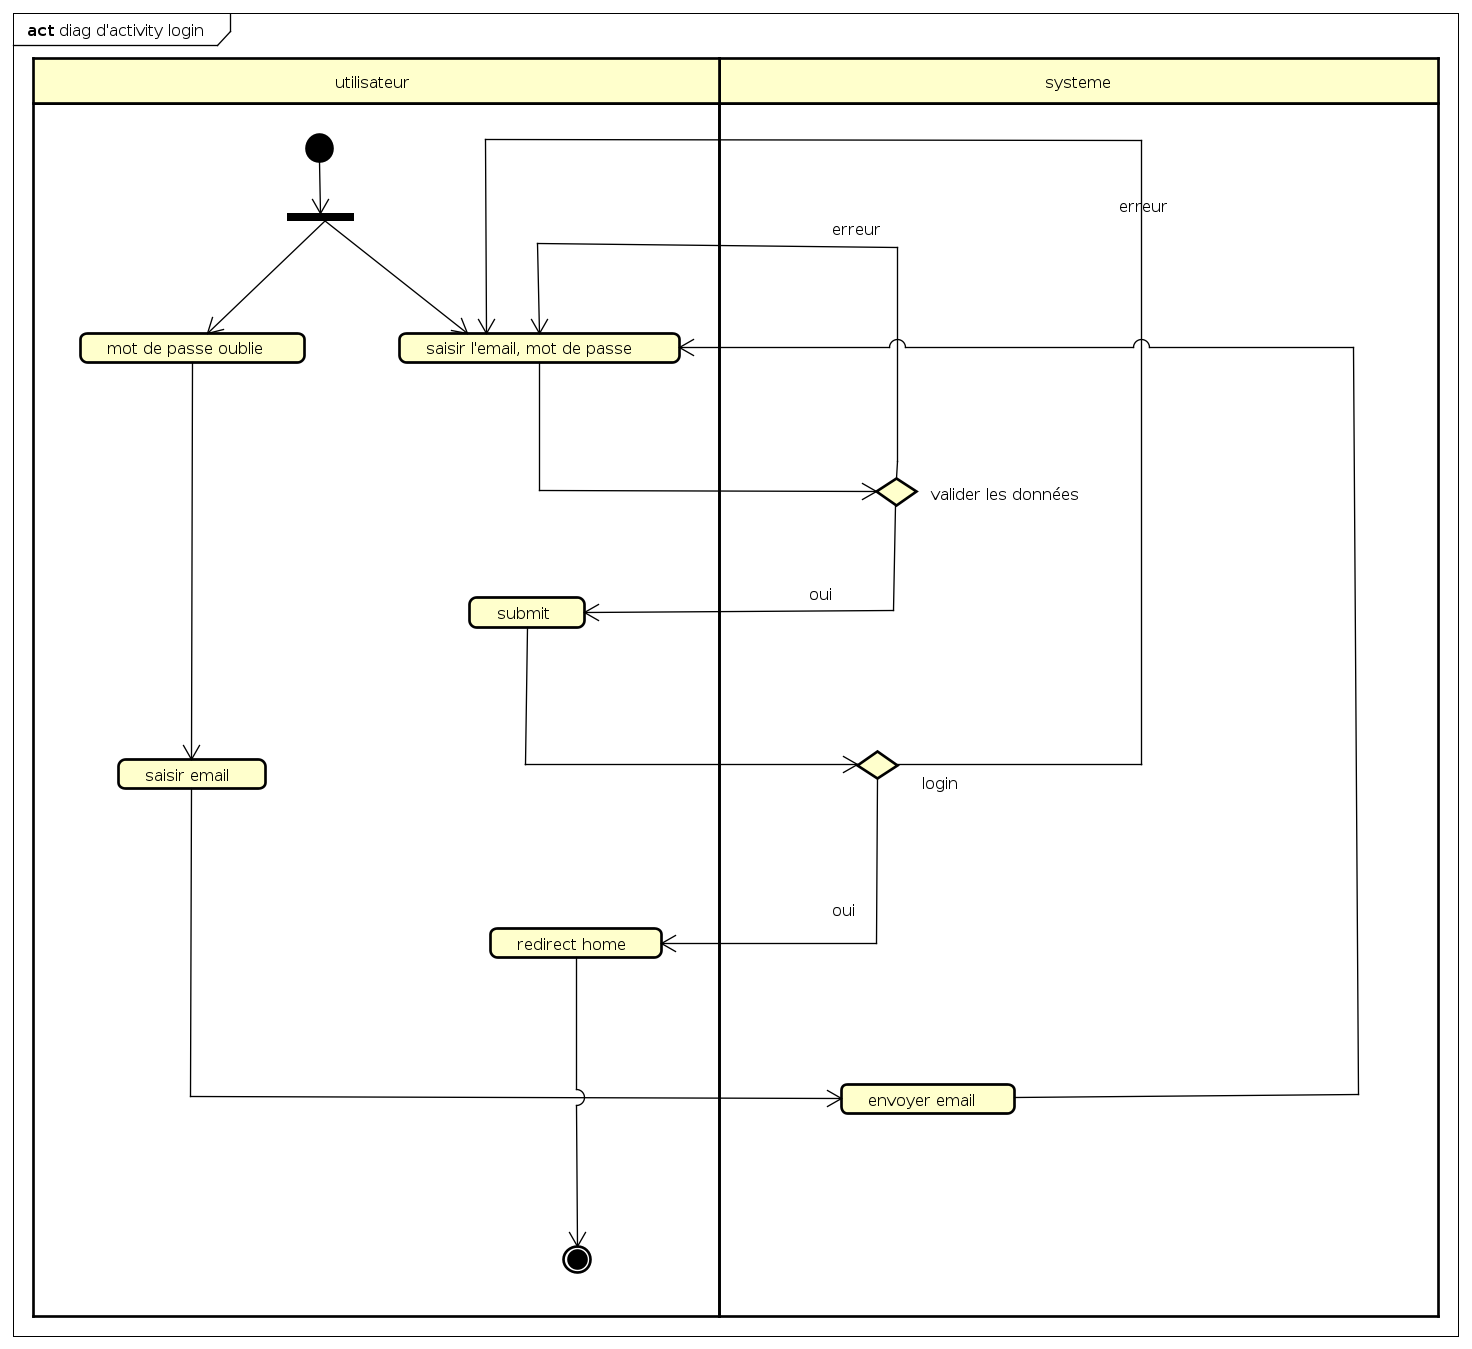 act diag d'activity login
utilisateur
systeme
erreur
erreur
mot de passe oublie
saisir l'email, mot de passe
valider les données
oui
submit
saisir email
login
oui
redirect home
envoyer email